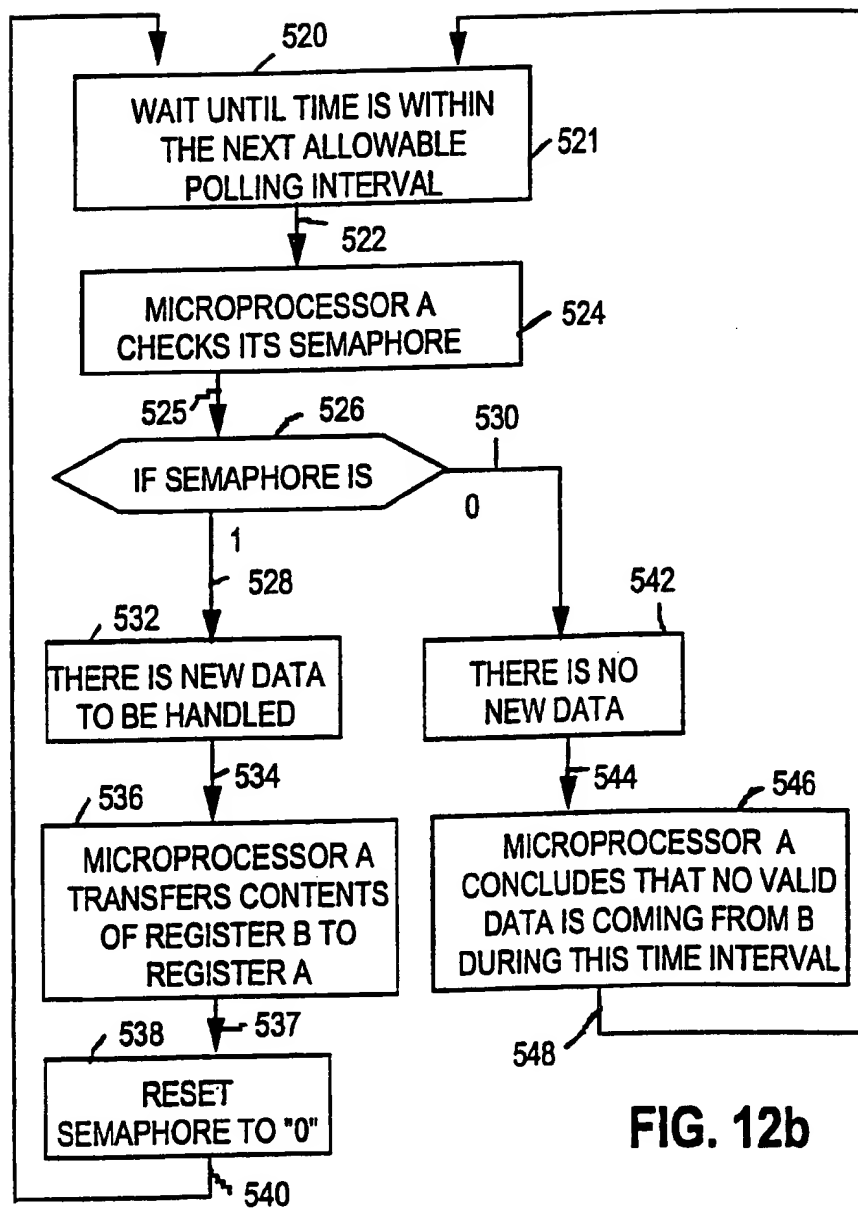 520
WAIT UNTIL TIME IS WITHIN
THE NEXT ALLOWABLE
POLLING INTERVAL
521
522
MICROPROCESSOR A
CHECKS ITS SEMAPHORE
524
525
526
530
IF SEMAPHORE IS
0
1
528
532
THERE IS NEW DATA
TO BE HANDLED
542
THERE IS NO
NEW DATA
534
544
536
MICROPROCESSOR A
TRANSFERS CONTENTS
OF REGISTER B TO
REGISTER A
546
MICROPROCESSOR A
CONCLUDES THAT NO VALID
DATA IS COMING FROM B
DURING THIS TIME INTERVAL
537
538
RESET
SEMAPHORE TO "0"
540
548
FIG. 12b